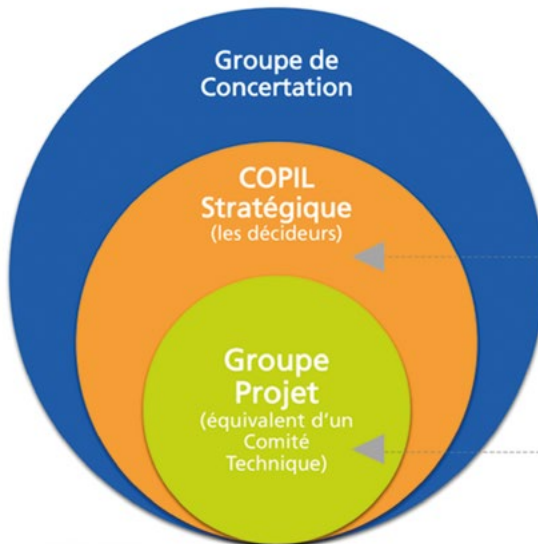 Groupe de
Concertation
COPIL
Stratégique
(les décideurs)
Groupe
Projet
(équivalent d'un
Comité
Technique)